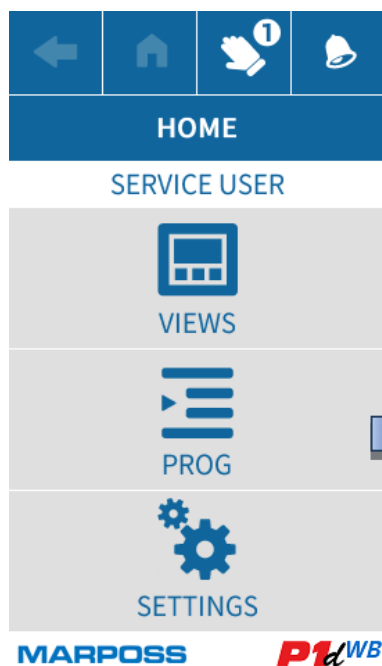 1
HOME
SERVICE USER
VIEWS
PROG
SETTINGS
MARPOSS P1dWB